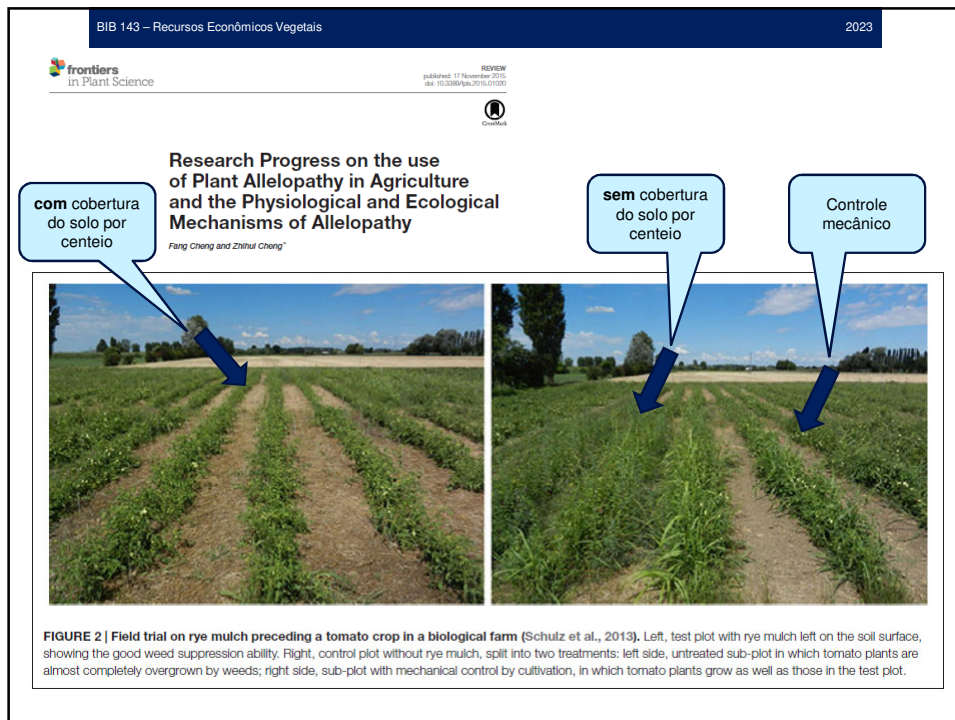 BIB 143 – Recursos Econômicos Vegetais 2023
frontiers
in Plant Science
REVIEW
published: 17 November 2015
doi: 10.3389/fpls.2015.01020
CrossMark
Research Progress on the use
of Plant Allelopathy in Agriculture
and the Physiological and Ecological
Mechanisms of Allelopathy
Fang Cheng and Zhihui Cheng*
com cobertura
do solo por
centeio
sem cobertura
do solo por
centeio
Controle
mecânico
FIGURE 2 | Field trial on rye mulch preceding a tomato crop in a biological farm (Schulz et al., 2013). Left, test plot with rye mulch left on the soil surface,
showing the good weed suppression ability. Right, control plot without rye mulch, split into two treatments: left side, untreated sub-plot in which tomato plants are
almost completely overgrown by weeds; right side, sub-plot with mechanical control by cultivation, in which tomato plants grow as well as those in the test plot.